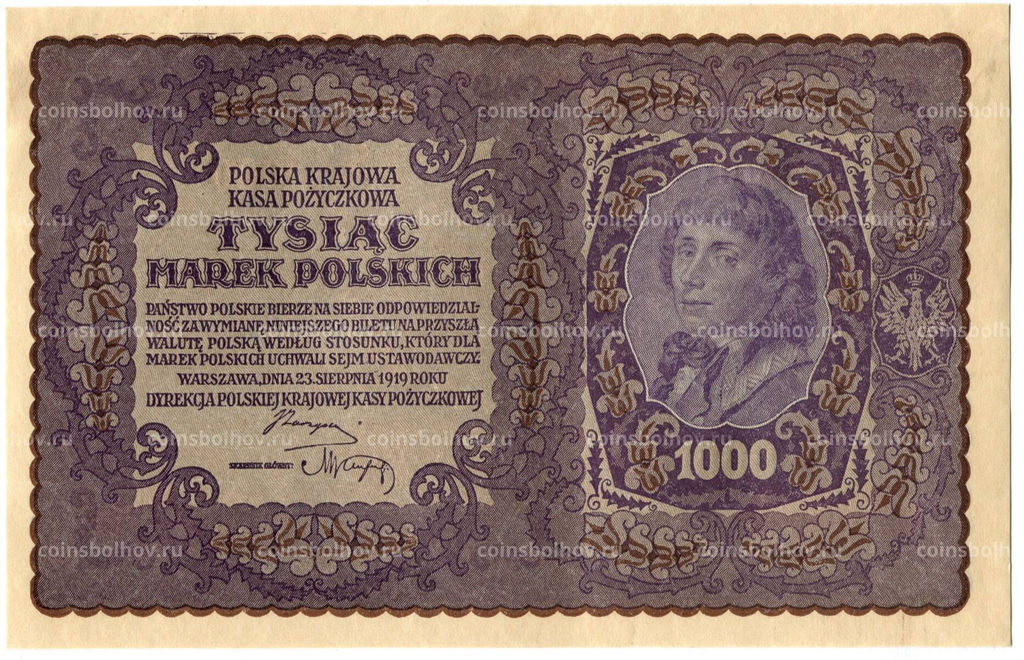 POLSKA KRAJOWA
KASA POŻYCZKOWA
TYSIĄC
MAREK POLSKICH
PAŃSTWO POLSKIE BIERZE NA SIEBIE ODPOWIEDZIAL-
NOŚĆ ZA WYMIANĘ NINIEJSZEGO BILETU NA PRZYSZŁĄ
WALUTĘ POLSKĄ WEDŁUG STOSUNKU, KTÓRY DLA
MAREK POLSKICH UCHWALI SEJM USTAWODAWCZY
WARSZAWA, DNIA 23. SIERPNIA 1919 ROKU
DYREKCJA POLSKIEJ KRAJOWEJ KASY POŻYCZKOWEJ
SKARBNIK GŁÓWNY:
1000
coinsbolhov.ru